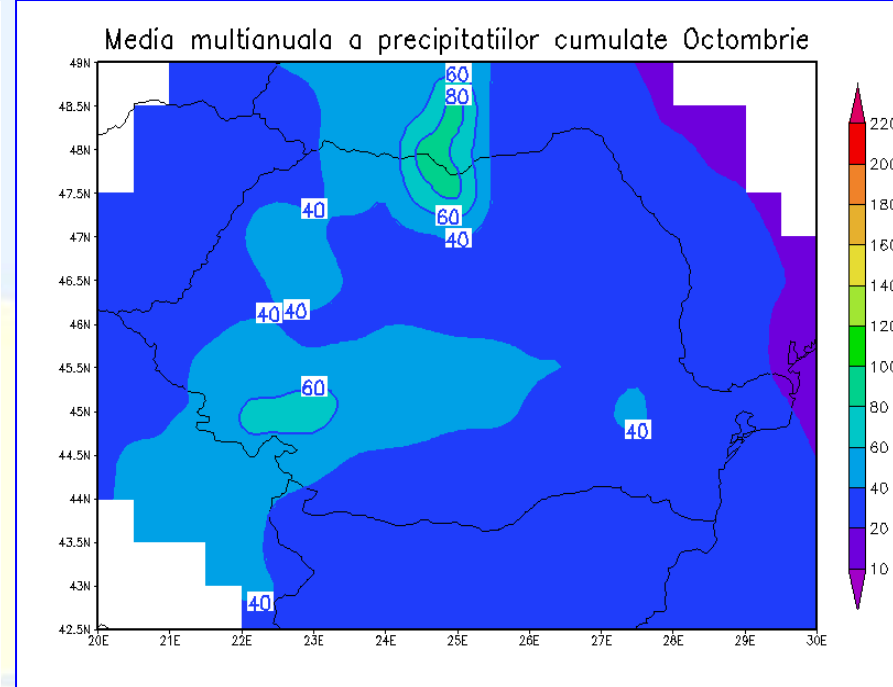 Media multianuala a precipitatiilor cumulate Octombrie
49N
48.5N
48N
47.5N
47N
46.5N
46N
45.5N
45N
44.5N
44N
43.5N
43N
42.5N
20E 21E 22E 23E 24E 25E 26E 27E 28E 29E 30E
60
80
40
60
40
40 40
60
40
40
220
200
180
160
140
120
100
80
60
40
20
10